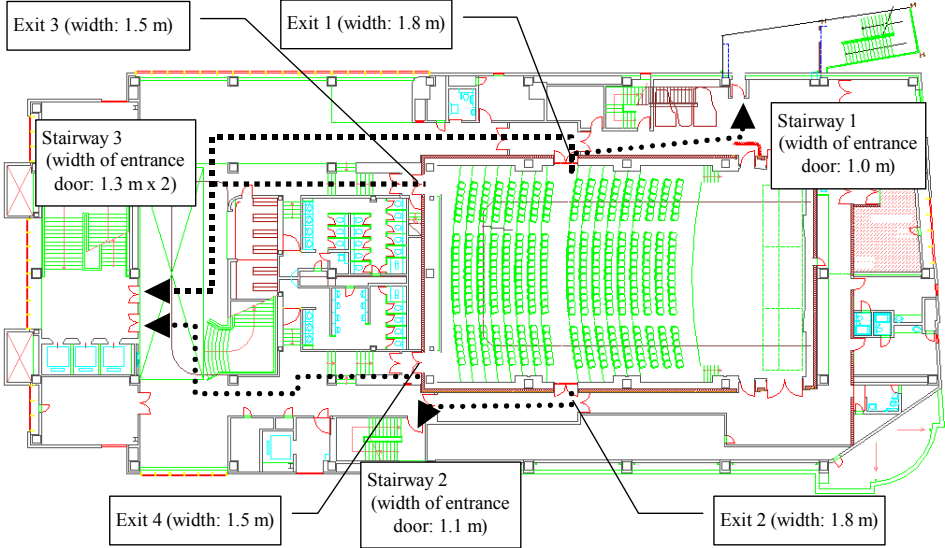 Exit 3 (width: 1.5 m)
Exit 1 (width: 1.8 m)
Stairway 3
(width of entrance
door: 1.3 m x 2)
Stairway 1
(width of entrance
door: 1.0 m)
Stairway 2
(width of entrance
door: 1.1 m)
Exit 4 (width: 1.5 m)
Exit 2 (width: 1.8 m)